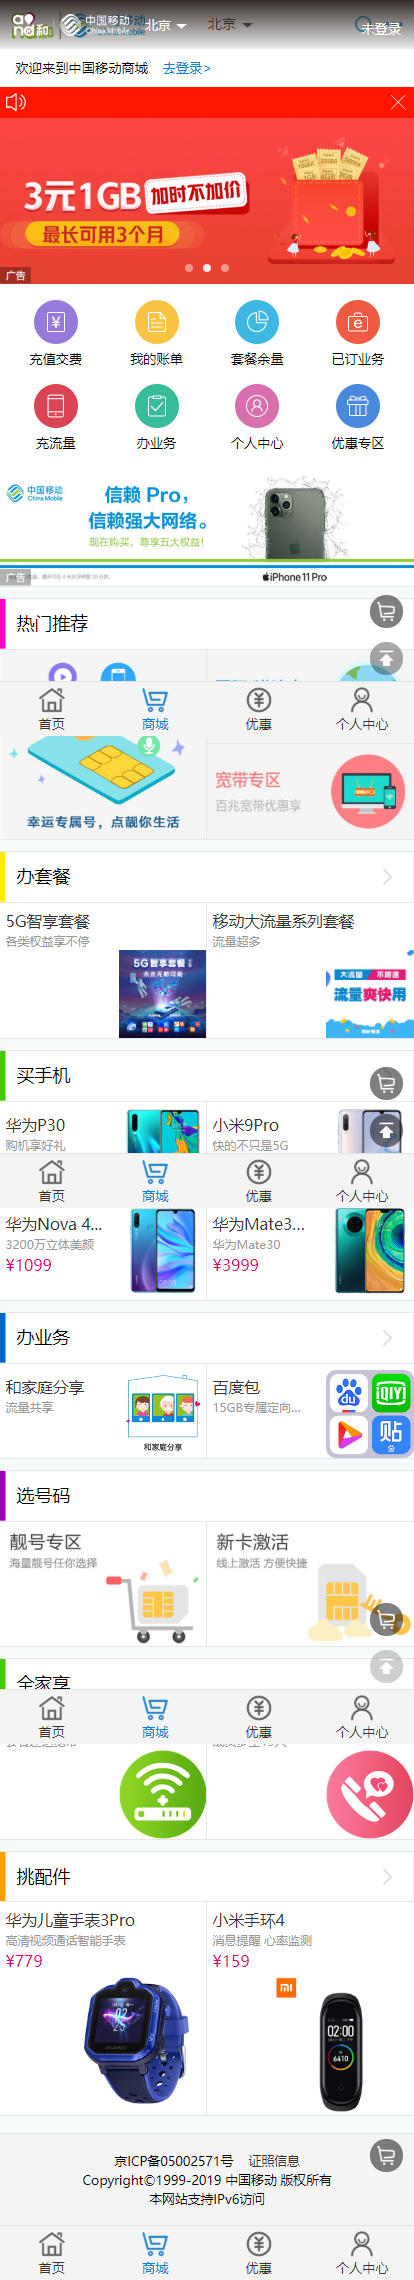 and和
中国移动
China Mobile
北京
北京
未登录
欢迎来到中国移动商城 去登录>
3元1GB 加时不加价
最长可用3个月
广告
充值交费 我的账单 套餐余量 已订业务
充流量 办业务 个人中心 优惠专区
中国移动
China Mobile
信赖 Pro，
信赖强大网络。
现在购买，尊享五大权益！
广告
iPhone 11 Pro
热门推荐
首页 商城 优惠 个人中心
幸运专属号，点靓你生活
宽带专区
百兆宽带优惠享
办套餐
5G智享套餐
各类权益享不停
5G智享套餐
移动大流量系列套餐
流量超多
大流量 不限速
流量爽快用
买手机
华为P30
购机享好礼
小米9Pro
快的不只是5G
首页 商城 优惠 个人中心
华为Nova 4...
3200万立体美颜
¥1099
华为Mate3...
华为Mate30
¥3999
办业务
和家庭分享
流量共享
和家庭分享
百度包
15GB专属定向...
Bai du
iQIYI
贴
选号码
靓号专区
海量靓号任你选择
新卡激活
线上激活 方便快捷
全家享
首页 商城 优惠 个人中心
挑配件
华为儿童手表3Pro
高清视频通话智能手表
¥779
小米手环4
消息提醒 心率监测
¥159
京ICP备05002571号 证照信息
Copyright©1999-2019 中国移动 版权所有
本网站支持IPv6访问
首页 商城 优惠 个人中心